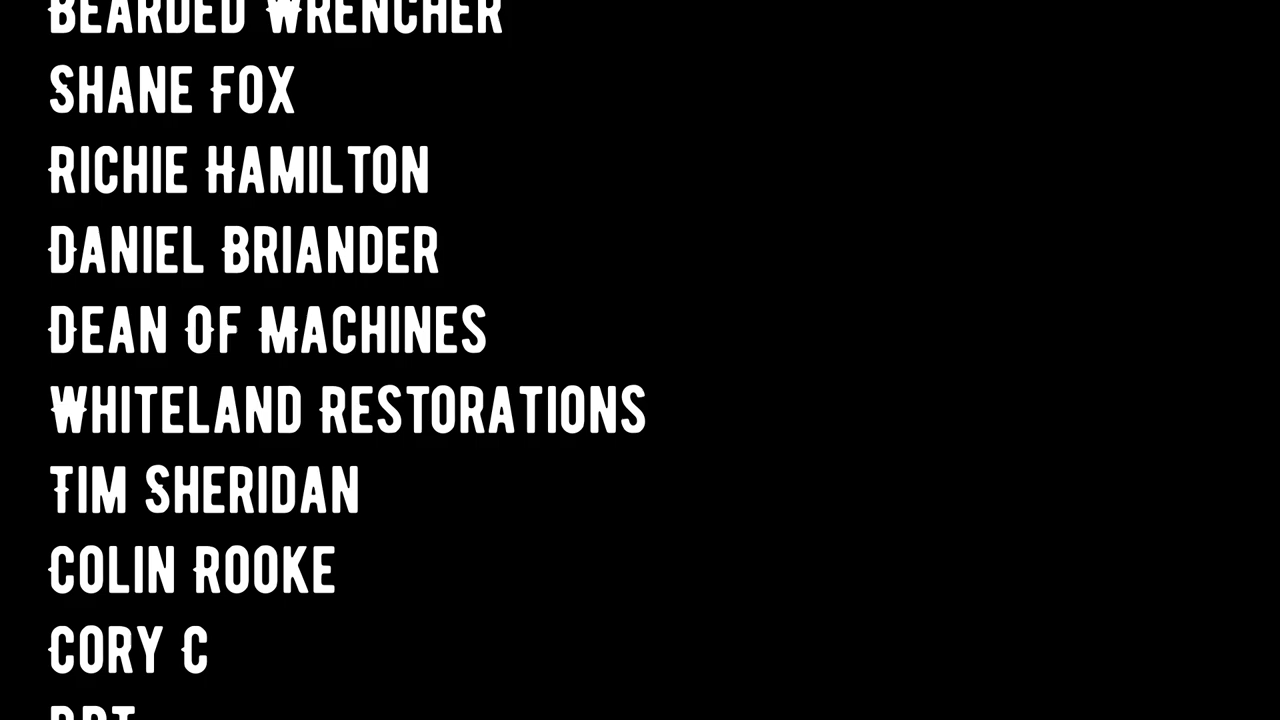 Bearded Wrencher
Shane Fox
Richie Hamilton
Daniel Briander
Dean Of Machines
Whiteland Restorations
Tim Sheridan
Colin Rooke
Cory C